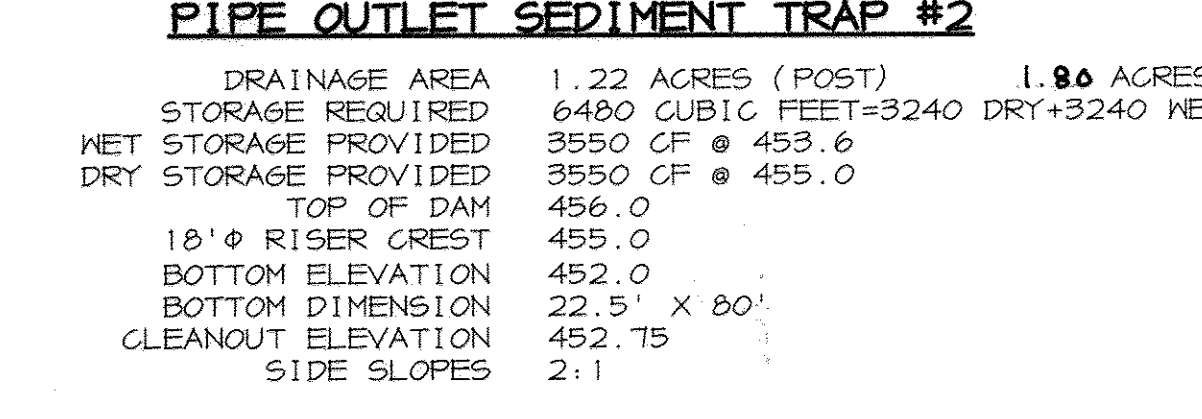 PIPE OUTLET SEDIMENT TRAP #2
DRAINAGE AREA 1.22 ACRES (POST) 1.80 ACRES
STORAGE REQUIRED 6480 CUBIC FEET=3240 DRY+3240 WE
WET STORAGE PROVIDED 3550 CF @ 453.6
DRY STORAGE PROVIDED 3550 CF @ 455.0
TOP OF DAM 456.0
18'Φ RISER CREST 455.0
BOTTOM ELEVATION 452.0
BOTTOM DIMENSION 22.5' X 80'
CLEANOUT ELEVATION 452.75
SIDE SLOPES 2:1